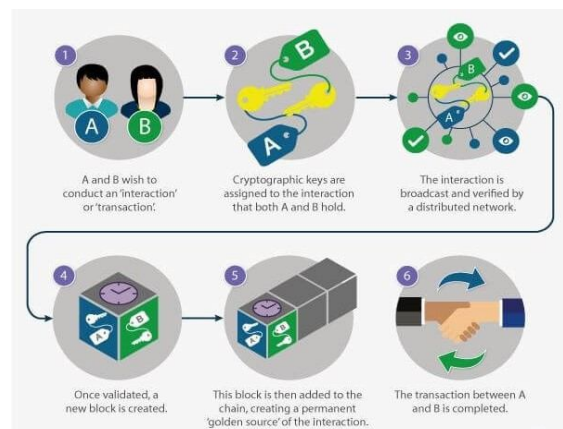 1
A
B
A and B wish to
conduct an 'interaction'
or 'transaction'.
2
B
A
Cryptographic keys are
assigned to the interaction
that both A and B hold.
3
B
A
The interaction is
broadcast and verified by
a distributed network.
4
A
B
Once validated, a
new block is created.
5
A
B
This block is then added to the
chain, creating a permanent
'golden source' of the interaction.
6
The transaction between A
and B is completed.